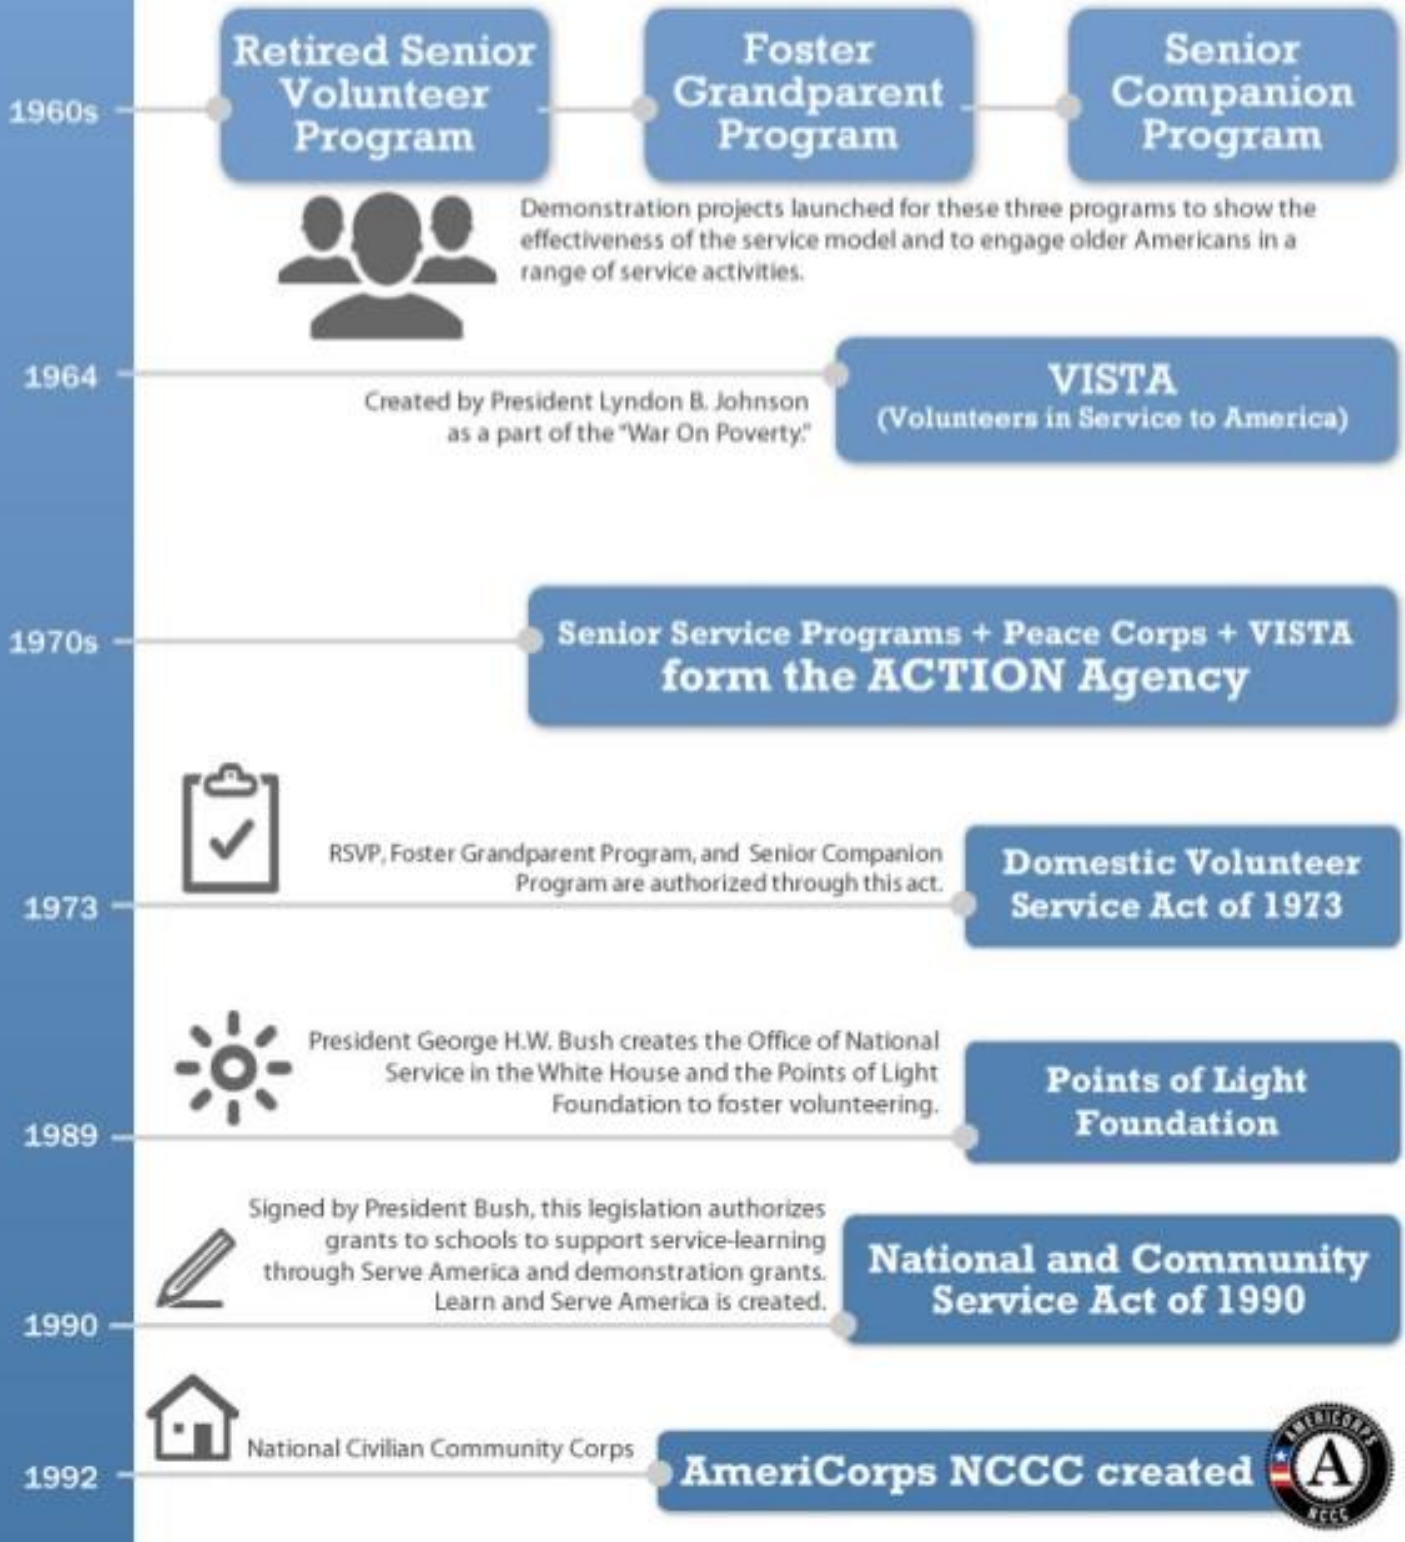 1960s
Retired Senior
Volunteer
Program
Foster
Grandparent
Program
Senior
Companion
Program
Demonstration projects launched for these three programs to show the
effectiveness of the service model and to engage older Americans in a
range of service activities.
1964
Created by President Lyndon B. Johnson
as a part of the "War On Poverty."
VISTA
(Volunteers in Service to America)
1970s
Senior Service Programs + Peace Corps + VISTA
form the ACTION Agency
RSVP, Foster Grandparent Program, and Senior Companion
Program are authorized through this act.
1973
Domestic Volunteer
Service Act of 1973
President George H.W. Bush creates the Office of National
Service in the White House and the Points of Light
Foundation to foster volunteering.
1989
Points of Light
Foundation
Signed by President Bush, this legislation authorizes
grants to schools to support service-learning
through Serve America and demonstration grants.
Learn and Serve America is created.
1990
National and Community
Service Act of 1990
National Civilian Community Corps
1992
AmeriCorps NCCC created
AMERICORPS
A
NCCC